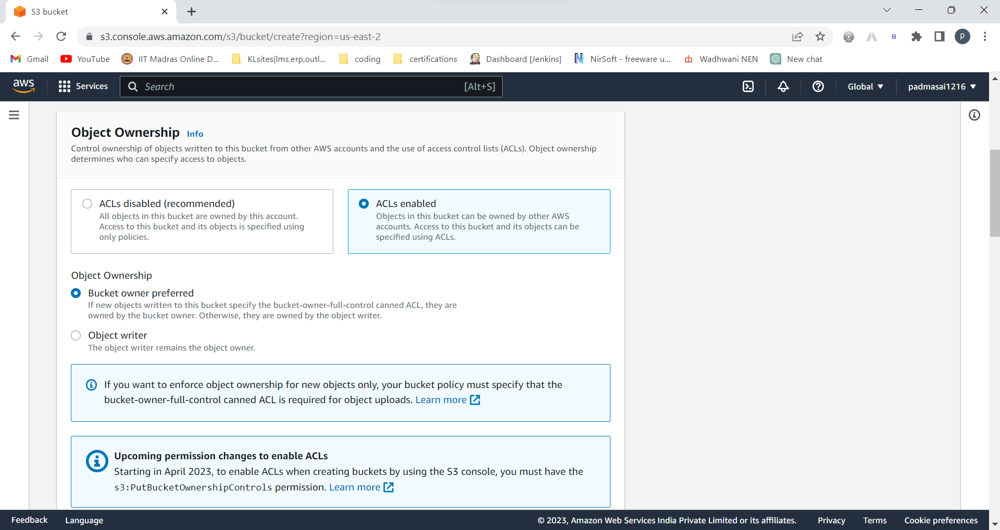 S3 bucket
s3.console.aws.amazon.com/s3/bucket/create?region=us-east-2
P
Gmail
YouTube
IIT Madras Online D...
KLsites(lms,erp,outl...
coding
certifications
Dashboard [Jenkins]
NirSoft - freeware u...
Wadhwani NEN
New chat
aws
Services
Search
[Alt+S]
Global
padmasai1216
Object Ownership Info
Control ownership of objects written to this bucket from other AWS accounts and the use of access control lists (ACLs). Object ownership
determines who can specify access to objects.
ACLs disabled (recommended)
All objects in this bucket are owned by this account.
Access to this bucket and its objects is specified using
only policies.
ACLs enabled
Objects in this bucket can be owned by other AWS
accounts. Access to this bucket and its objects can be
specified using ACLs.
Object Ownership
Bucket owner preferred
If new objects written to this bucket specify the bucket-owner-full-control canned ACL, they are
owned by the bucket owner. Otherwise, they are owned by the object writer.
Object writer
The object writer remains the object owner.
If you want to enforce object ownership for new objects only, your bucket policy must specify that the
bucket-owner-full-control canned ACL is required for object uploads. Learn more
Upcoming permission changes to enable ACLs
Starting in April 2023, to enable ACLs when creating buckets by using the S3 console, you must have the
s3:PutBucketOwnershipControls permission. Learn more
Feedback
Language
© 2023, Amazon Web Services India Private Limited or its affiliates.
Privacy
Terms
Cookie preferences